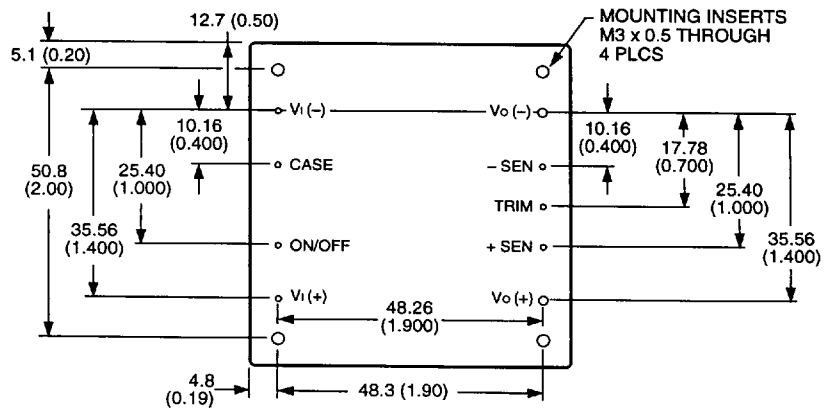 12.7 (0.50)
MOUNTING INSERTS
M3 x 0.5 THROUGH
4 PLCS
5.1 (0.20)
VI (–)
VO (–)
10.16
(0.400)
10.16
(0.400)
17.78
(0.700)
50.8
(2.00)
25.40
(1.000)
CASE
– SEN
25.40
(1.000)
TRIM
35.56
(1.400)
35.56
(1.400)
ON/OFF
+ SEN
VI (+)
VO (+)
48.26
(1.900)
4.8
(0.19)
48.3 (1.90)